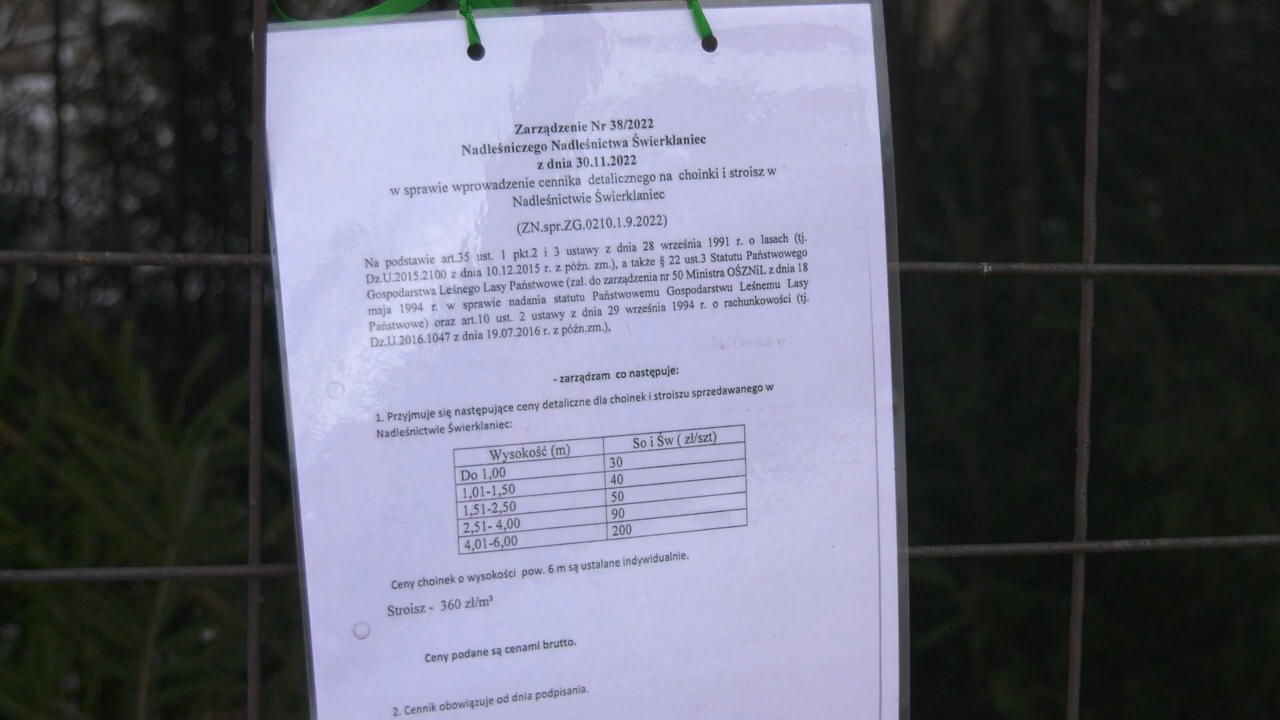 Zarządzenie Nr 38/2022
Nadleśniczego Nadleśnictwa Świerklaniec
z dnia 30.11.2022
w sprawie wprowadzenie cennika detalicznego na choinki i stroisz w
Nadleśnictwie Świerklaniec
(ZN.spr.ZG.0210.1.9.2022)
Na podstawie art.35 ust. 1 pkt.2 i 3 ustawy z dnia 28 września 1991 r. o lasach (tj.
Dz.U.2015.2100 z dnia 10.12.2015 r. z późn. zm.), a także § 22 ust.3 Statutu Państwowego
Gospodarstwa Leśnego Lasy Państwowe (zał. do zarządzenia nr 50 Ministra OŚZNiL z dnia 18
maja 1994 r. w sprawie nadania statutu Państwowemu Gospodarstwu Leśnemu Lasy
Państwowe) oraz art.10 ust. 2 ustawy z dnia 29 września 1994 r. o rachunkowości (tj.
Dz.U.2016.1047 z dnia 19.07.2016 r. z późn.zm.),
- zarządzam co następuje:
1. Przyjmuje się następujące ceny detaliczne dla choinek i stroiszu sprzedawanego w
Nadleśnictwie Świerklaniec:
Wysokość (m) So i Św ( zł/szt)
Do 1,00 30
1,01-1,50 40
1,51-2,50 50
2,51- 4,00 90
4,01-6,00 200
Ceny choinek o wysokości pow. 6 m są ustalane indywidualnie.
Stroisz - 360 zł/m³
Ceny podane są cenami brutto.
2. Cennik obowiązuje od dnia podpisania.